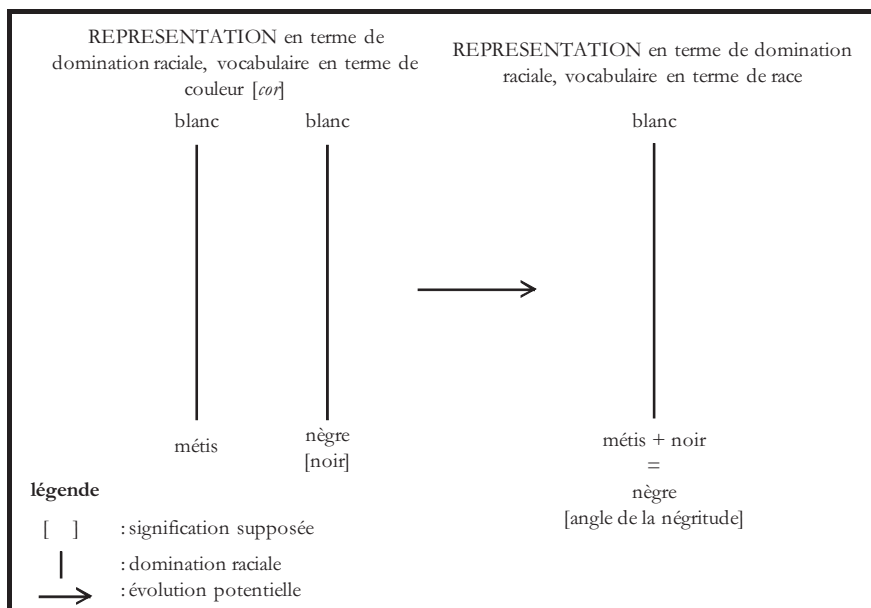 REPRESENTATION en terme de
domination raciale, vocabulaire en terme de
couleur [cor]
blanc
blanc
métis
nègre
[noir]
REPRESENTATION en terme de domination
raciale, vocabulaire en terme de race
blanc
métis + noir
=
nègre
[angle de la négritude]
légende
[ ] : signification supposée
: domination raciale
: évolution potentielle